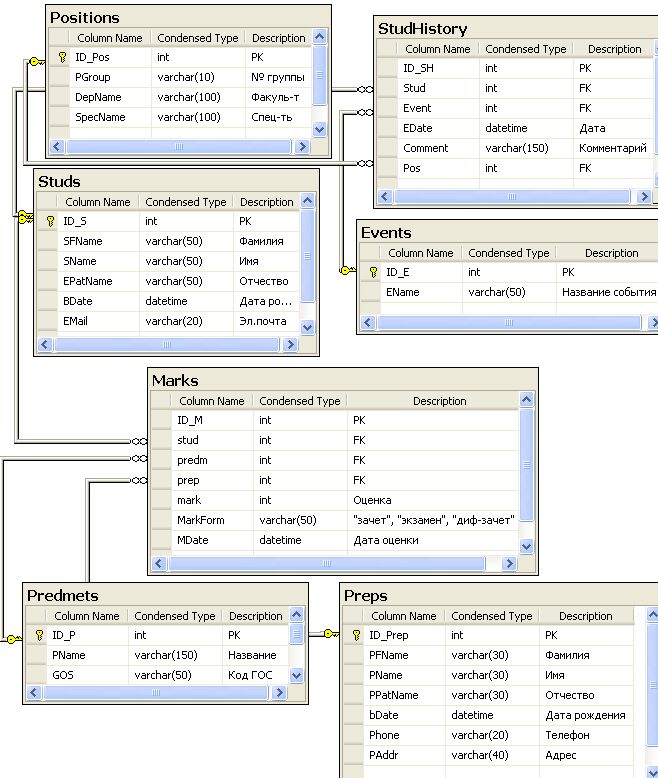 Positions
Column Name Condensed Type Description
ID_Pos int PK
PGroup varchar(10) № группы
DepName varchar(100) Факуль-т
SpecName varchar(100) Спец-ть
StudHistory
Column Name Condensed Type Description
ID_SH int PK
Stud int FK
Event int FK
EDate datetime Дата
Comment varchar(150) Комментарий
Pos int FK
Studs
Column Name Condensed Type Description
ID_S int PK
SFName varchar(50) Фамилия
SName varchar(50) Имя
EPatName varchar(50) Отчество
BDate datetime Дата ро...
EMail varchar(20) Эл.почта
Events
Column Name Condensed Type Description
ID_E int PK
EName varchar(50) Название события
Marks
Column Name Condensed Type Description
ID_M int PK
stud int FK
predm int FK
prep int FK
mark int Оценка
MarkForm varchar(50) "зачет", "экзамен", "диф-зачет"
MDate datetime Дата оценки
Predmets
Column Name Condensed Type Description
ID_P int PK
PName varchar(150) Название
GOS varchar(50) Код ГОС
Preps
Column Name Condensed Type Description
ID_Prep int PK
PFName varchar(30) Фамилия
PName varchar(30) Имя
PPatName varchar(30) Отчество
bDate datetime Дата рождения
Phone varchar(20) Телефон
PAddr varchar(40) Адрес